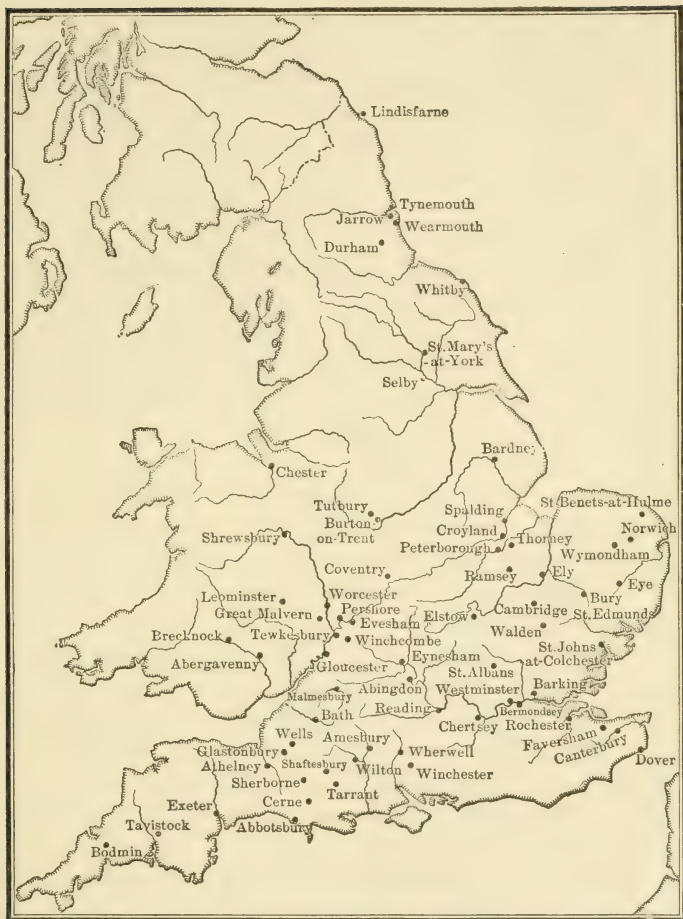 Lindisfarne
Tynemouth
Jarrow
Wearmouth
Durham
Whitby
St. Mary's
-at-York
Selby
Bardney
Chester
Tutbury
Burton
on-Trent
Spalding
St Benets-at-Hulme
Norwich
Croyland
Thorney
Shrewsbury
Peterborough
Wymondham
Coventry
Ramsey
Ely
Eye
Bury
St. Edmunds
Leominster
Worcester
Great Malvern
Pershore
Evesham
Elstow
Cambridge
Brecknock
Tewkesbury
Winchcombe
Walden
St. Johns
at-Colchester
Abergavenny
Gloucester
Eynesham
St. Albans
Malmesbury
Abingdon
Westminster
Barking
Bath
Reading
Bermondsey
Chertsey
Rochester
Wells
Amesbury
Faversham
Canterbury
Glastonbury
Wherwell
Dover
Athelney
Shaftesbury
Wilton
Winchester
Sherborne
Tarrant
Exeter
Cerne
Tavistock
Abbotsbury
Bodmin